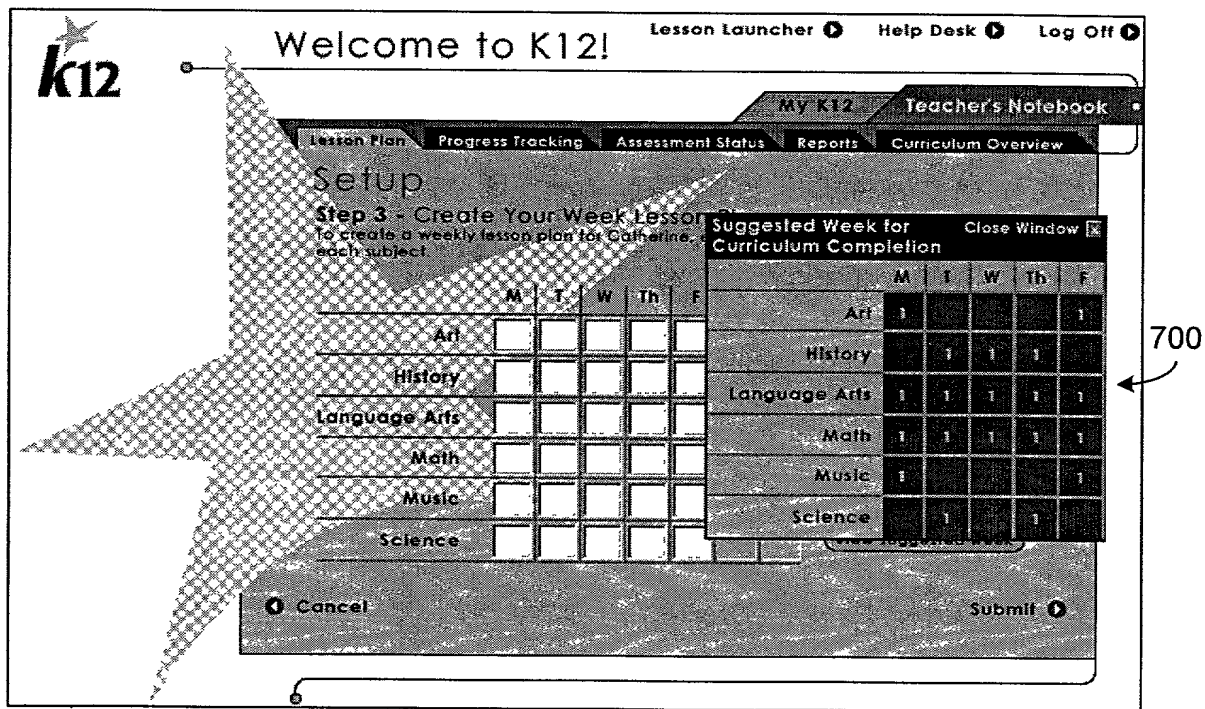 k12
Welcome to K12!
Lesson Launcher Help Desk Log Off
My K12 Teacher's Notebook
Lesson Plan Progress Tracking Assessment Status Reports Curriculum Overview
Setup
Step 3 - Create Your Week Lesson
To create a weekly lesson plan for Catherine,
each subject.
M T W Th F
Art
History
Language Arts
Math
Music
Science
Suggested Week for
Curriculum Completion
Close Window x
M T W Th F
Art 1 1
History 1 1 1
Language Arts 1 1 1 1 1
Math 1 1 1 1 1
Music 1 1
Science 1 1
Cancel
Submit
700